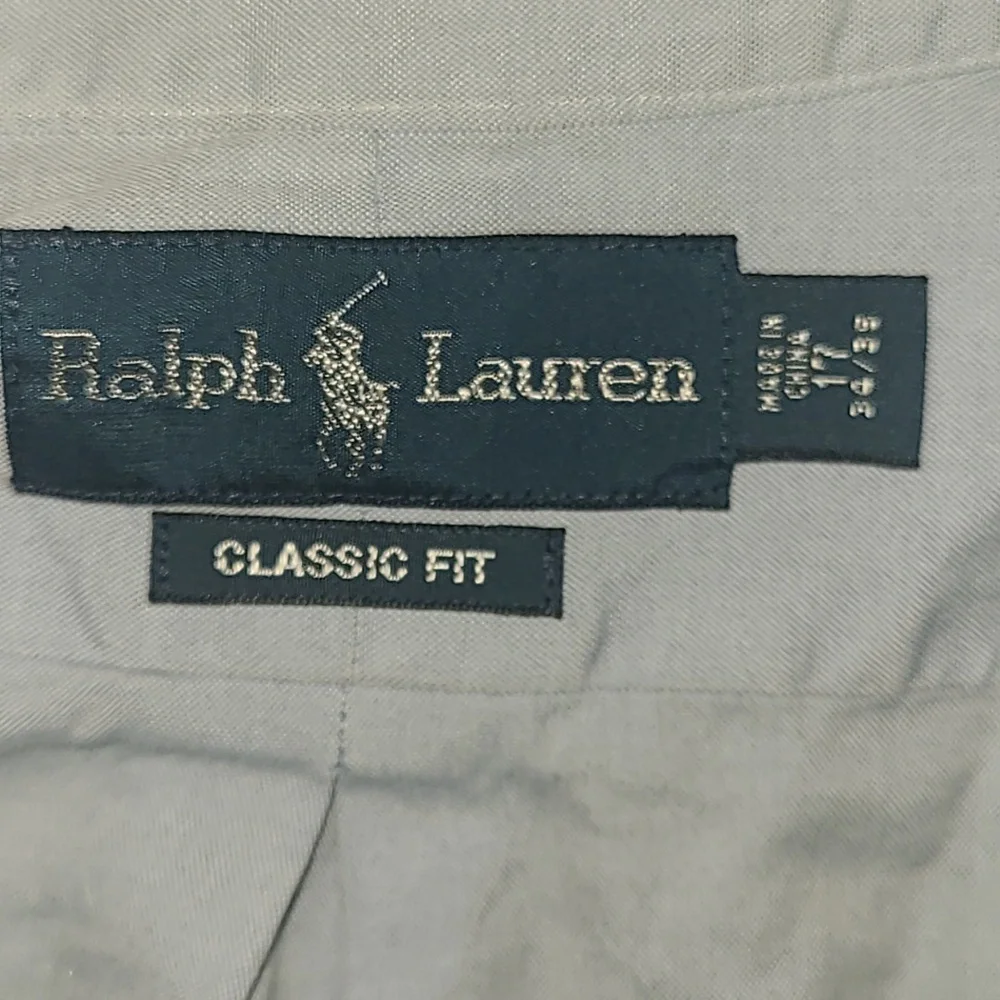 Ralph Lauren
MADE IN
CHINA
17
34/35
CLASSIC FIT